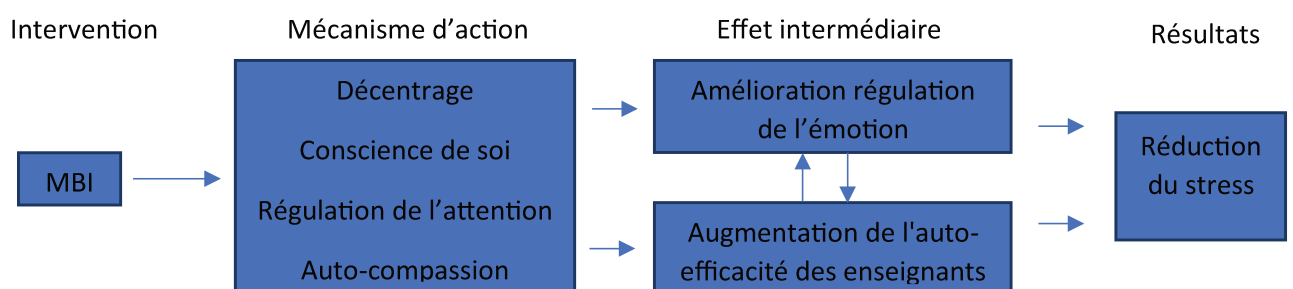 Intervention
Mécanisme d’action
Effet intermédiaire
Résultats
MBI
Décentrage
Conscience de soi
Régulation de l’attention
Auto-compassion
Amélioration régulation
de l’émotion
Augmentation de l'auto-
efficacité des enseignants
Réduction
du stress